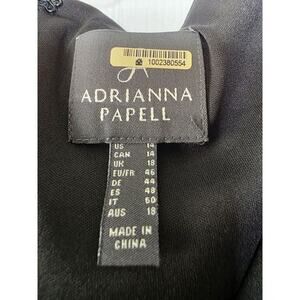 1002380554
ADRIANNA
PAPELL
US 14
CAN 14
UK 18
EU/FR 46
DE 44
ES 48
IT 50
AUS 18
MADE IN
CHINA